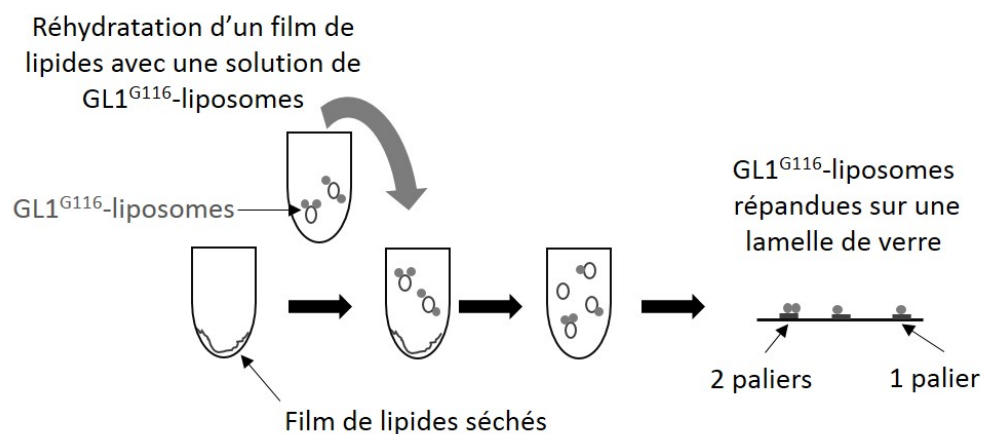 Réhydratation d’un film de
lipides avec une solution de
GL1G116-liposomes
GL1G116-liposomes
GL1G116-liposomes
répandues sur une
lamelle de verre
2 paliers
1 palier
Film de lipides séchés